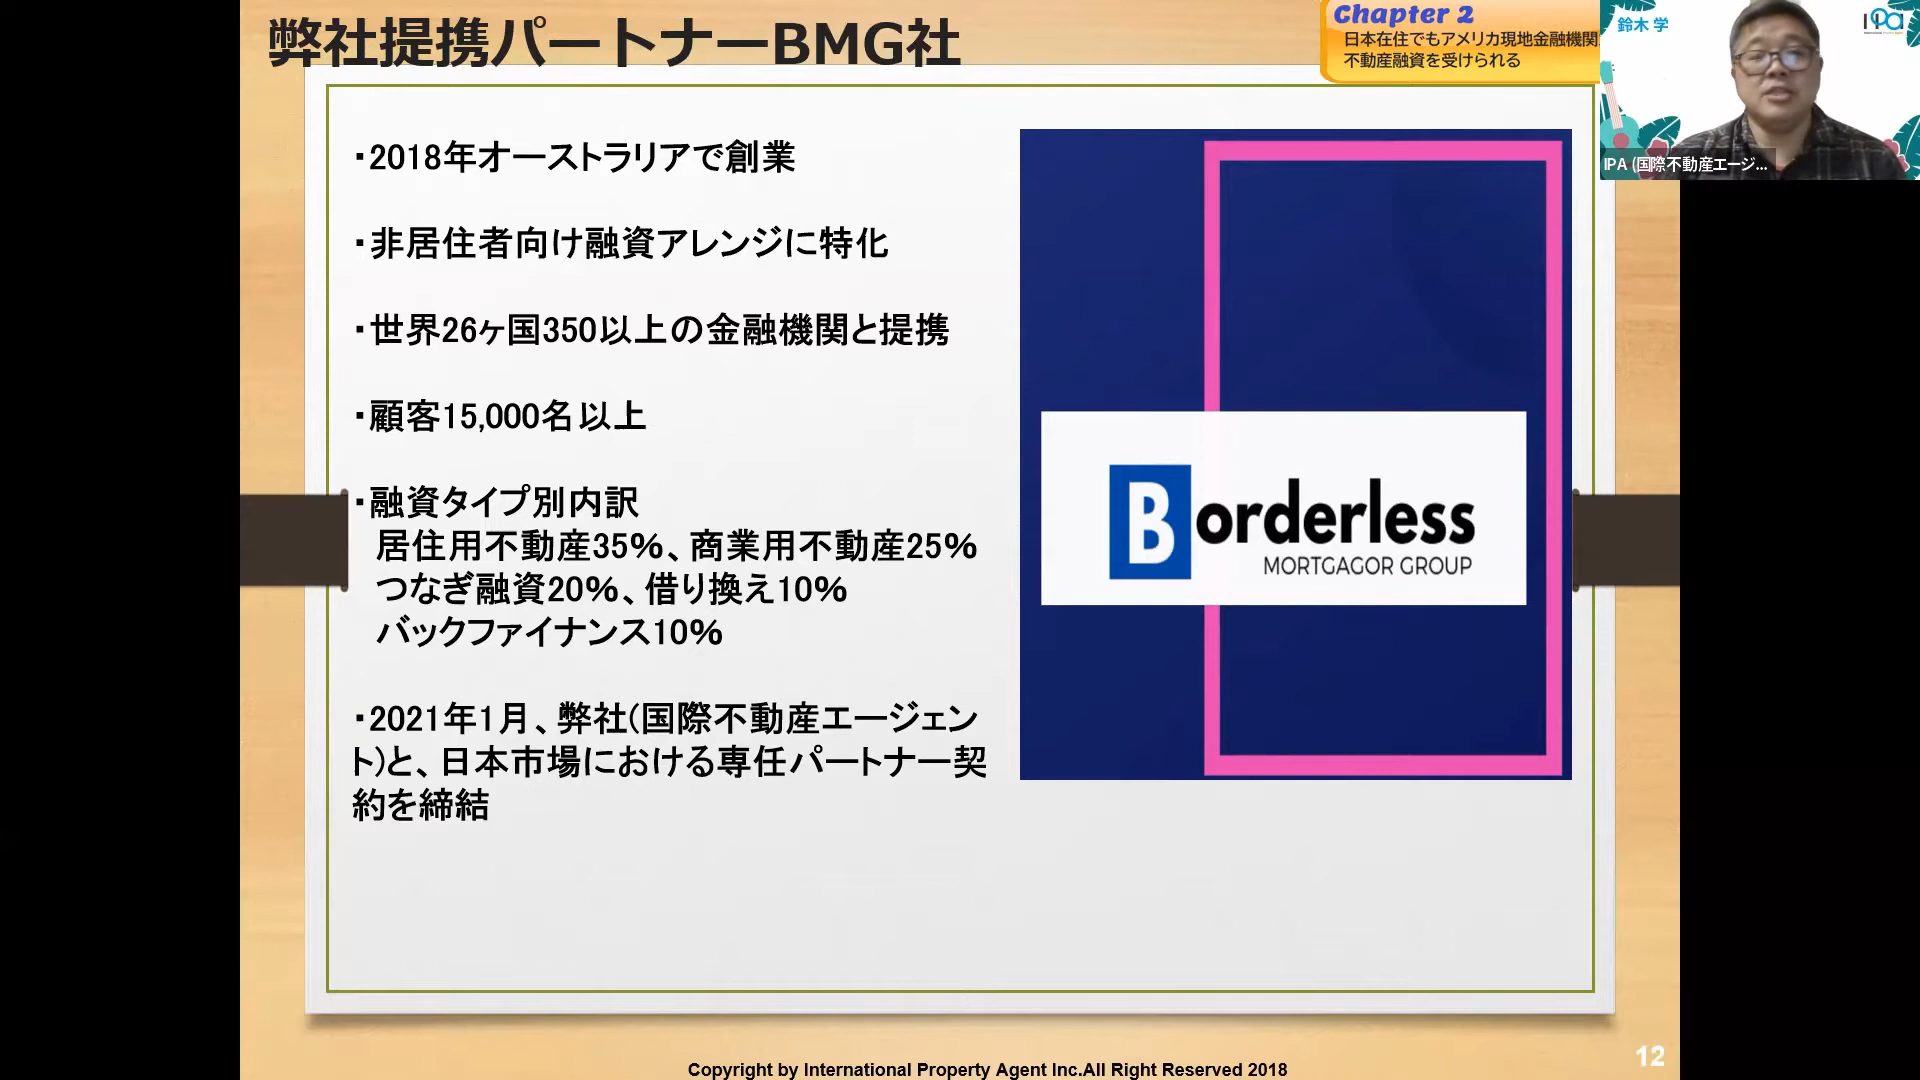 弊社提携パートナーBMG社
Chapter 2
日本在住でもアメリカ現地金融機関
不動産融資を受けられる
鈴木 学
IPA
IPA (国際不動産エージ...
・2018年オーストラリアで創業
・非居住者向け融資アレンジに特化
・世界26ヶ国350以上の金融機関と提携
・顧客15,000名以上
・融資タイプ別内訳
居住用不動産35%、商業用不動産25%
つなぎ融資20%、借り換え10%
バックファイナンス10%
・2021年1月、弊社(国際不動産エージェン
ト)と、日本市場における専任パートナー契
約を締結
Borderless
MORTGAGOR GROUP
12
Copyright by International Property Agent Inc.All Right Reserved 2018